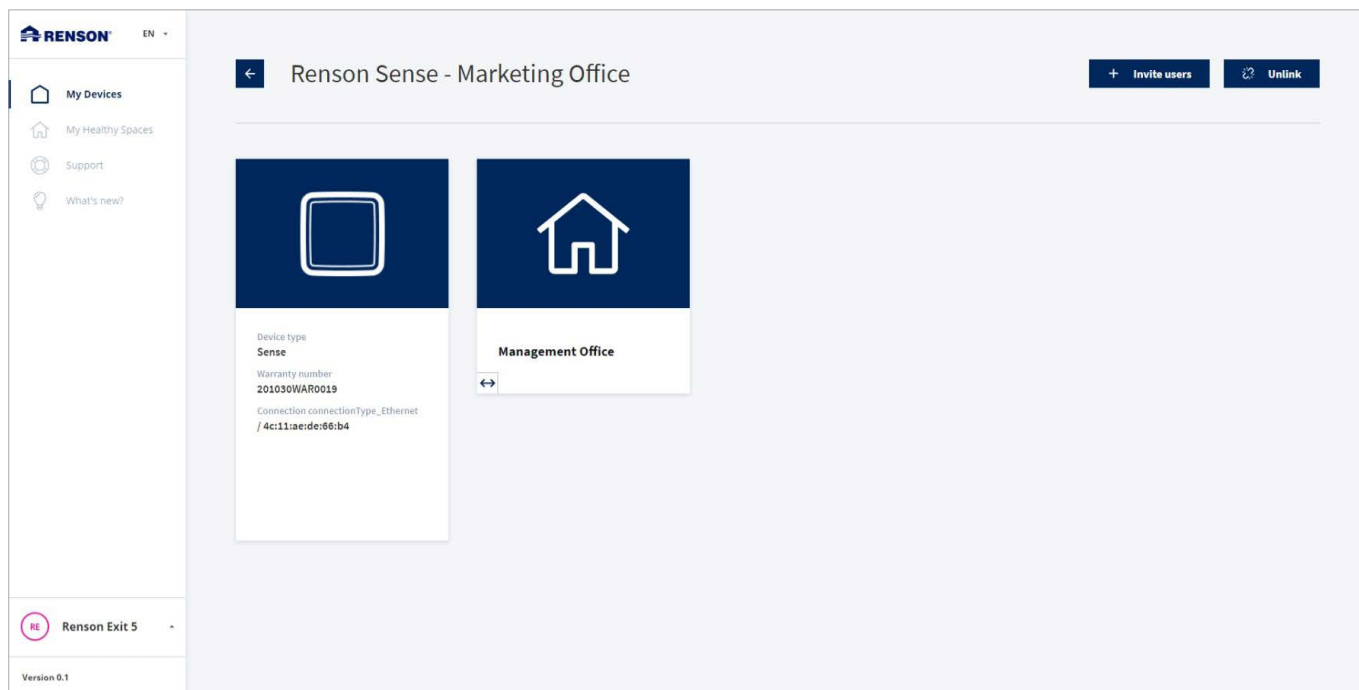 RENSON
EN
My Devices
My Healthy Spaces
Support
What's new?
Renson Sense - Marketing Office
+ Invite users
Unlink
Device type
Sense
Warranty number
201030WAR0019
Connection connectionType_Ethernet
/ 4c:11:ae:de:66:b4
Management Office
RE
Renson Exit 5
Version 0.1